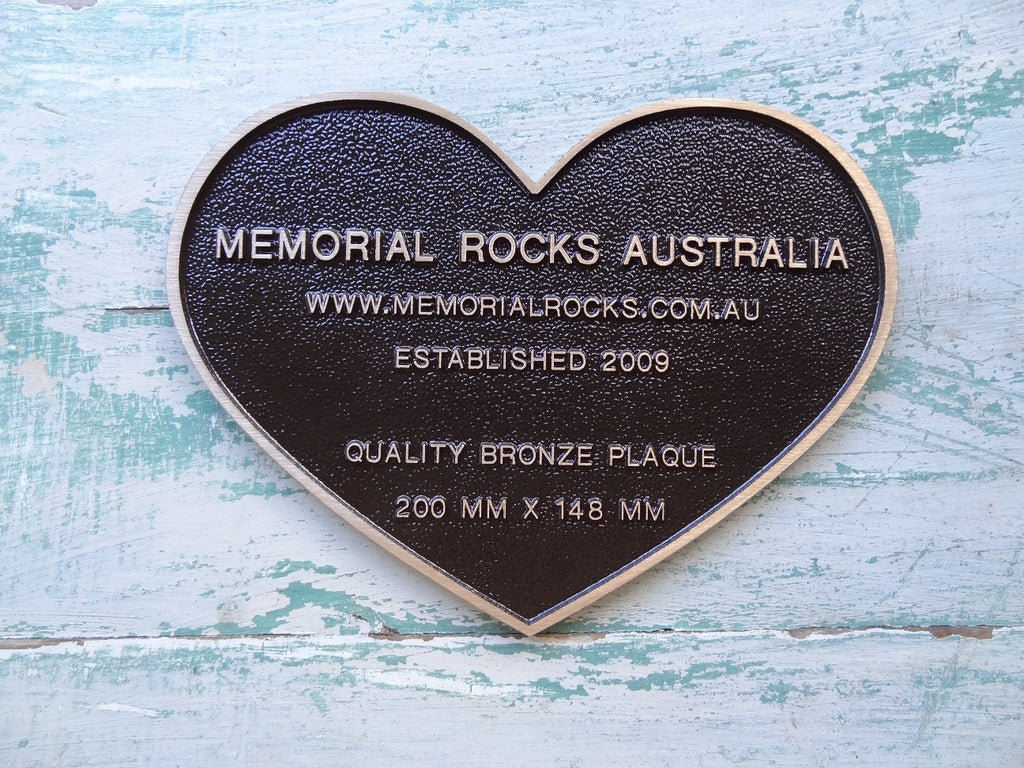 MEMORIAL ROCKS AUSTRALIA
WWW.MEMORIALROCKS.COM.AU
ESTABLISHED 2009
QUALITY BRONZE PLAQUE
200 MM X 148 MM